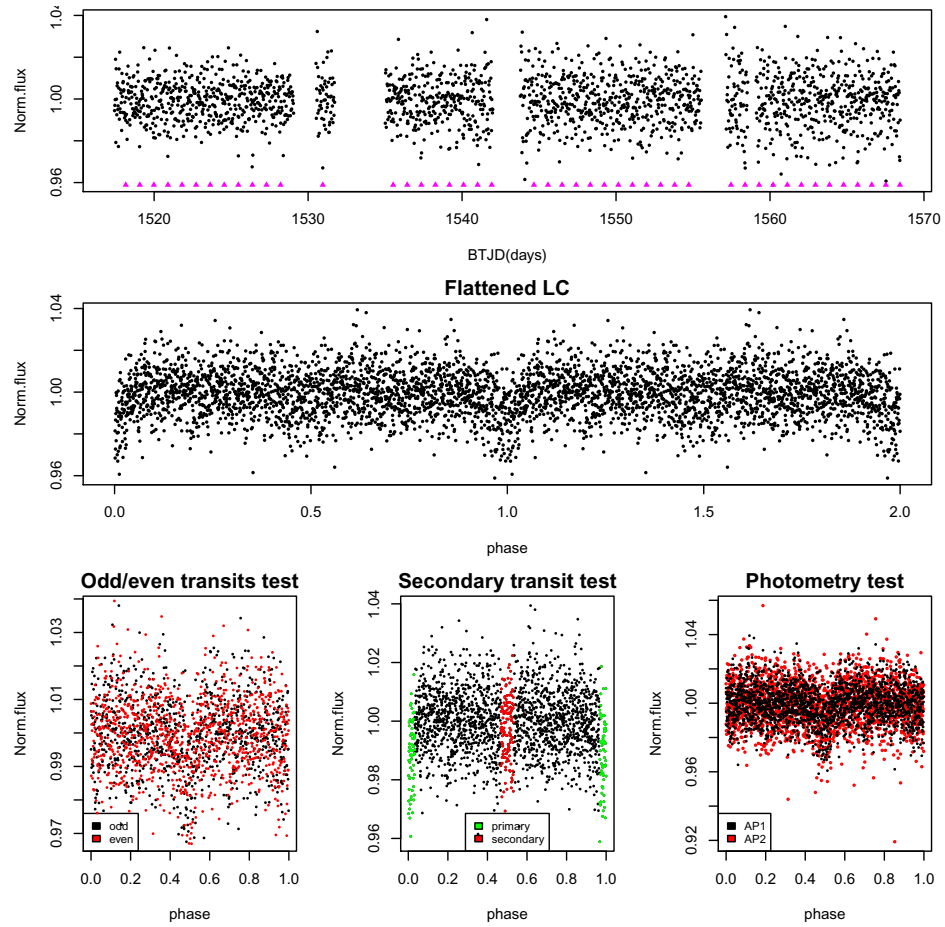 Norm.flux
1.04
1.00
0.96
1520
1530
1540
1550
1560
1570
BTJD(days)
Flattened LC
Norm.flux
1.04
1.00
0.96
0.0
0.5
1.0
1.5
2.0
phase
Odd/even transits test
Norm.flux
1.03
1.01
0.99
0.97
odd
even
0.0 0.2 0.4 0.6 0.8 1.0
phase
Secondary transit test
Norm.flux
1.04
1.02
1.00
0.98
0.96
primary
secondary
0.0 0.2 0.4 0.6 0.8 1.0
phase
Photometry test
Norm.flux
1.04
1.00
0.96
0.92
AP1
AP2
0.0 0.2 0.4 0.6 0.8 1.0
phase